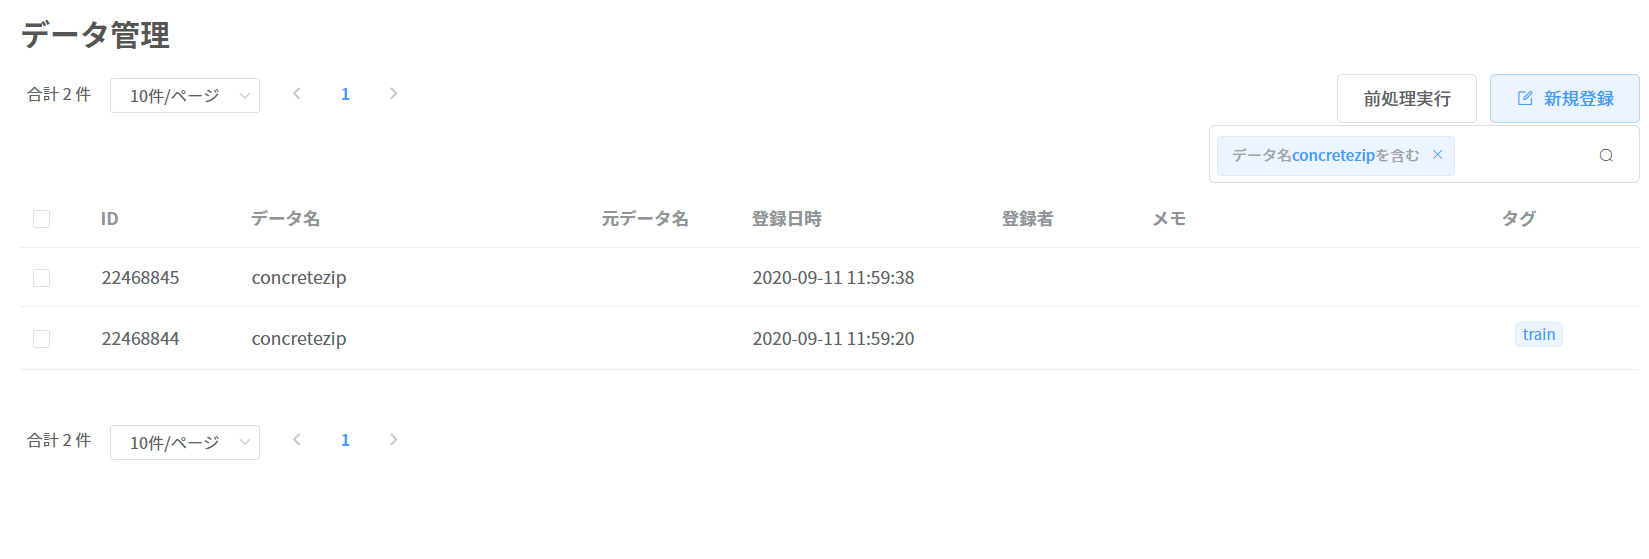 データ管理
合計 2 件 10件/ページ 1 前処理実行 新規登録
データ名concretezipを含む
ID データ名 元データ名 登録日時 登録者 メモ タグ
22468845 concretezip 2020-09-11 11:59:38
22468844 concretezip 2020-09-11 11:59:20 train
合計 2 件 10件/ページ 1